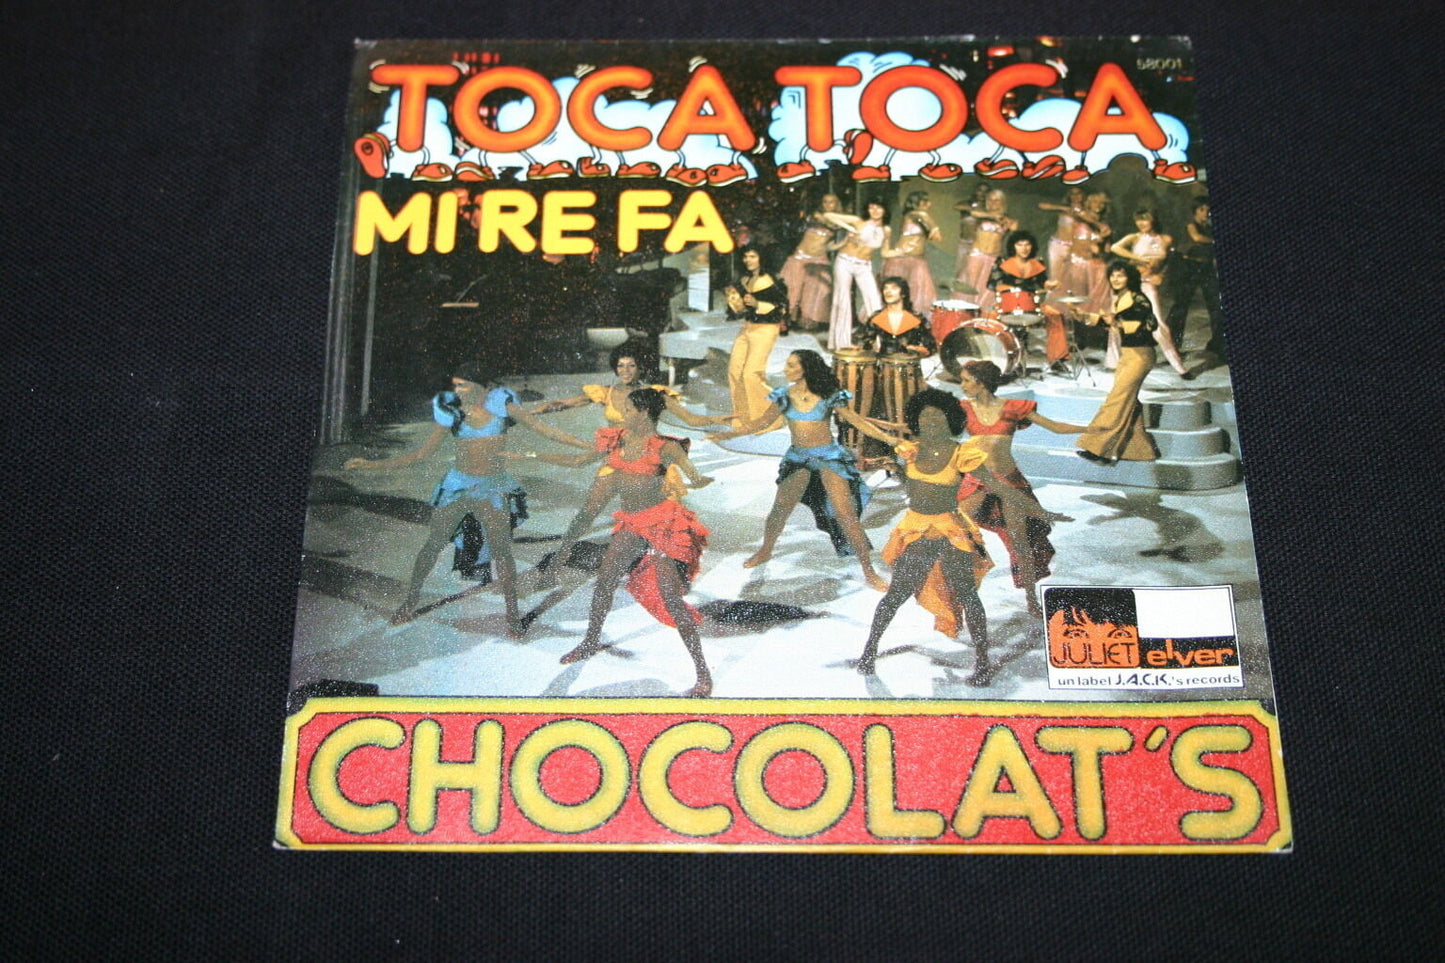 TOCA TOCA
58001
MI RE FA
JULIET elver
un label J.A.C.K.'s records
CHOCOLAT'S